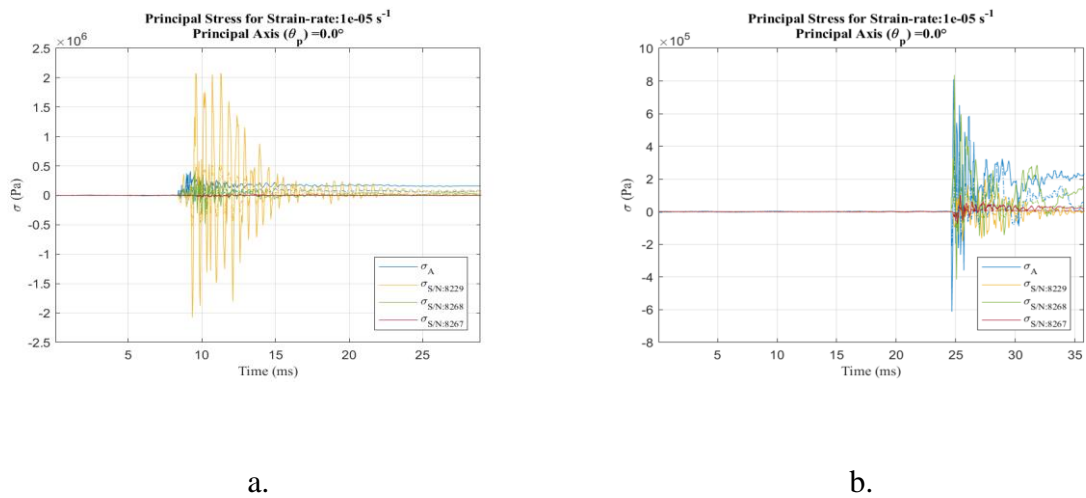 Principal Stress for Strain-rate:1e-05 s⁻¹
Principal Axis (θp) =0.0°
×10⁶
2.5
2
1.5
1
0.5
0
-0.5
-1
-1.5
-2
-2.5
σ (Pa)
5
10
15
20
25
Time (ms)
σA
σS/N:8229
σS/N:8268
σS/N:8267
a.
Principal Stress for Strain-rate:1e-05 s⁻¹
Principal Axis (θp) =0.0°
×10⁵
10
8
6
4
2
0
-2
-4
-6
-8
σ (Pa)
5
10
15
20
25
30
35
Time (ms)
σA
σS/N:8229
σS/N:8268
σS/N:8267
b.